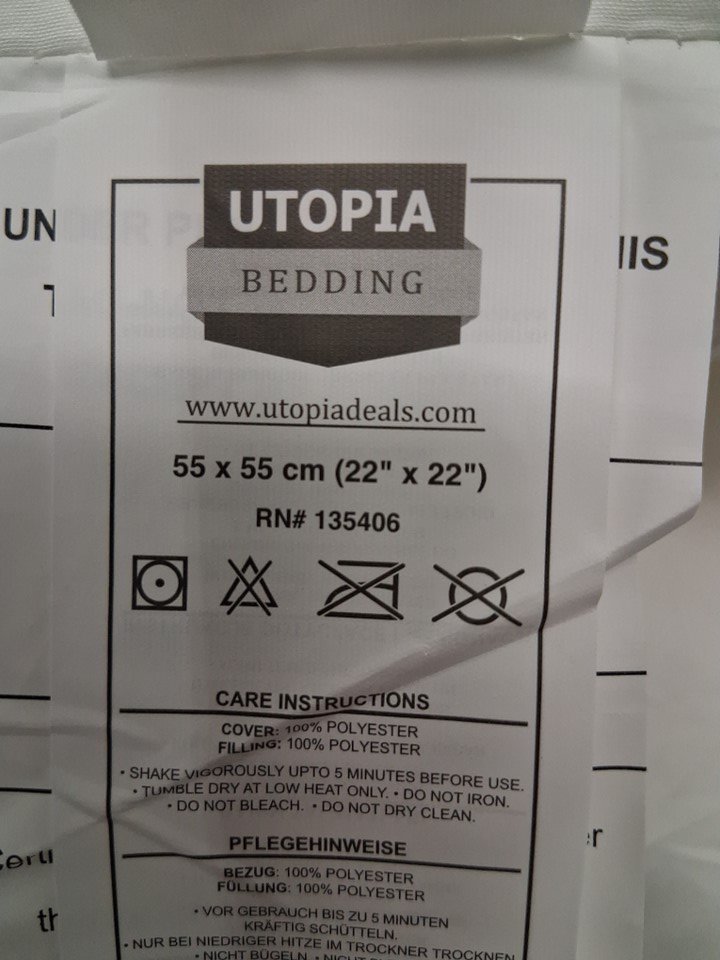 UTOPIA
BEDDING
www.utopiadeals.com
55 x 55 cm (22" x 22")
RN# 135406
CARE INSTRUCTIONS
COVER: 100% POLYESTER
FILLING: 100% POLYESTER
• SHAKE VIGOROUSLY UPTO 5 MINUTES BEFORE USE.
• TUMBLE DRY AT LOW HEAT ONLY. • DO NOT IRON.
• DO NOT BLEACH. • DO NOT DRY CLEAN.
PFLEGEHINWEISE
BEZUG: 100% POLYESTER
FÜLLUNG: 100% POLYESTER
• VOR GEBRAUCH BIS ZU 5 MINUTEN
KRÄFTIG SCHÜTTELN.
• NUR BEI NIEDRIGER HITZE IM TROCKNER TROCKNEN
• NICHT BÜGELN. • NICHT